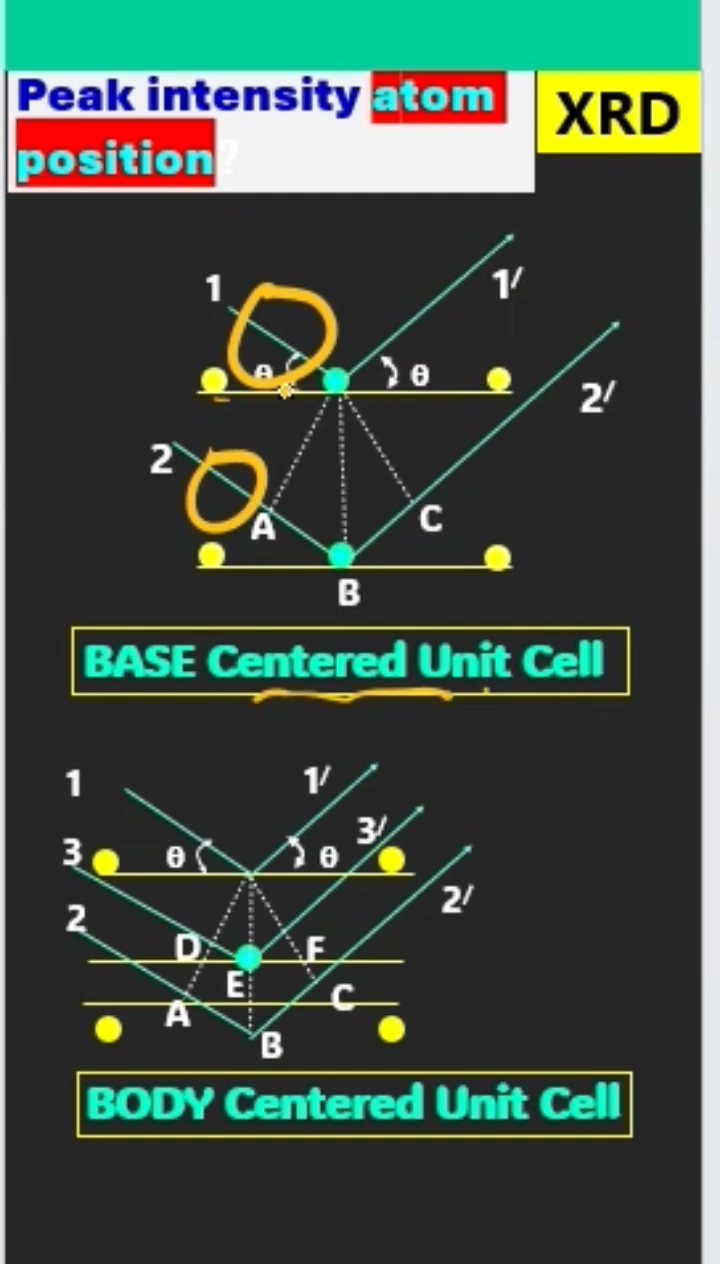 Peak intensity atom
position?
XRD
1
1/
θ
θ
2/
2
A
C
B
BASE Centered Unit Cell
1
1/
3/
3
θ
θ
2/
2
D
F
E
C
A
B
BODY Centered Unit Cell